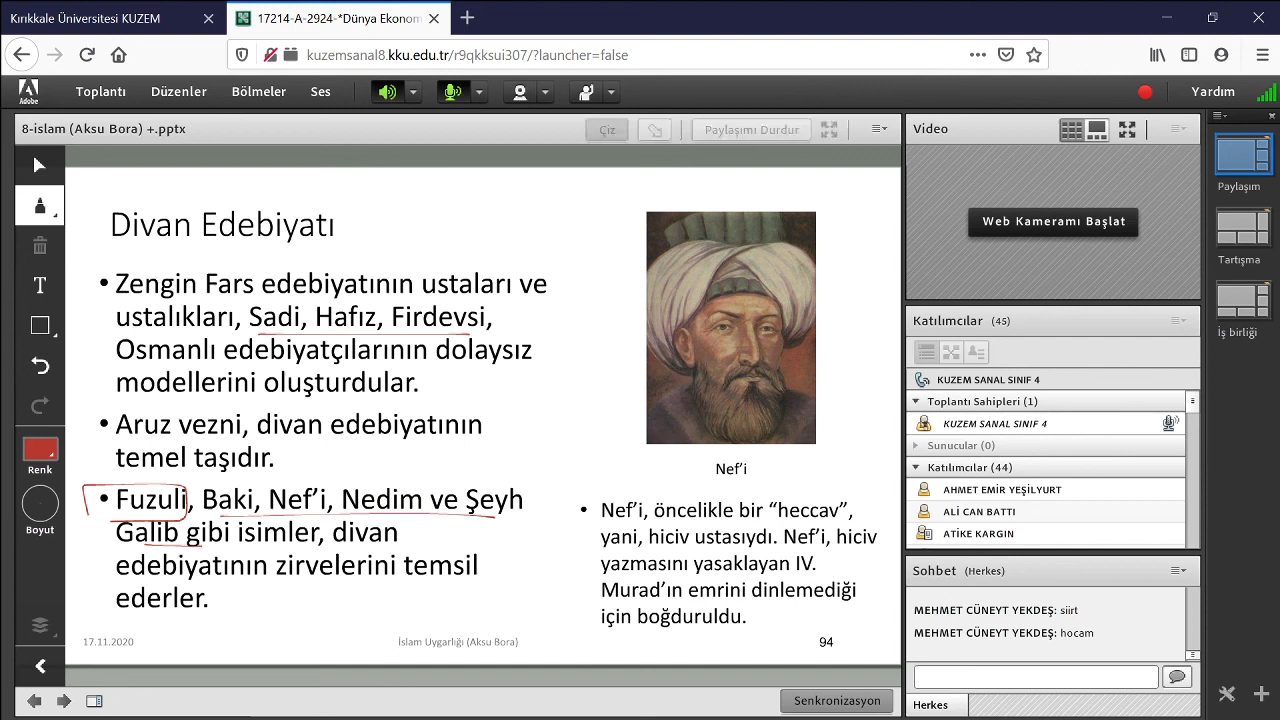 Kırıkkale Üniversitesi KUZEM
17214-A-2924-*Dünya Ekonom
kuzemsanal8.kku.edu.tr/r9qkksui307/?launcher=false
Adobe
Toplantı Düzenler Bölmeler Ses
Yardım
8-islam (Aksu Bora) +.pptx
Çiz
Paylaşımı Durdur
Renk
Boyut
Divan Edebiyatı
• Zengin Fars edebiyatının ustaları ve
ustalıkları, Sadi, Hafız, Firdevsi,
Osmanlı edebiyatçılarının dolaysız
modellerini oluşturdular.
• Aruz vezni, divan edebiyatının
temel taşıdır.
• Fuzuli, Baki, Nef’i, Nedim ve Şeyh
Galib gibi isimler, divan
edebiyatının zirvelerini temsil
ederler.
Nef’i
• Nef’i, öncelikle bir “heccav”,
yani, hiciv ustasıydı. Nef’i, hiciv
yazmasını yasaklayan IV.
Murad’ın emrini dinlemediği
için boğduruldu.
17.11.2020
İslam Uygarlığı (Aksu Bora)
94
Senkronizasyon
Video
Web Kameramı Başlat
Katılımcılar (45)
KUZEM SANAL SINIF 4
Toplantı Sahipleri (1)
KUZEM SANAL SINIF 4
Sunucular (0)
Katılımcılar (44)
AHMET EMİR YEŞİLYURT
ALİ CAN BATTI
ATİKE KARGIN
Sohbet (Herkes)
MEHMET CÜNEYT YEKDEŞ: siirt
MEHMET CÜNEYT YEKDEŞ: hocam
Herkes
Paylaşım
Tartışma
İş birliği